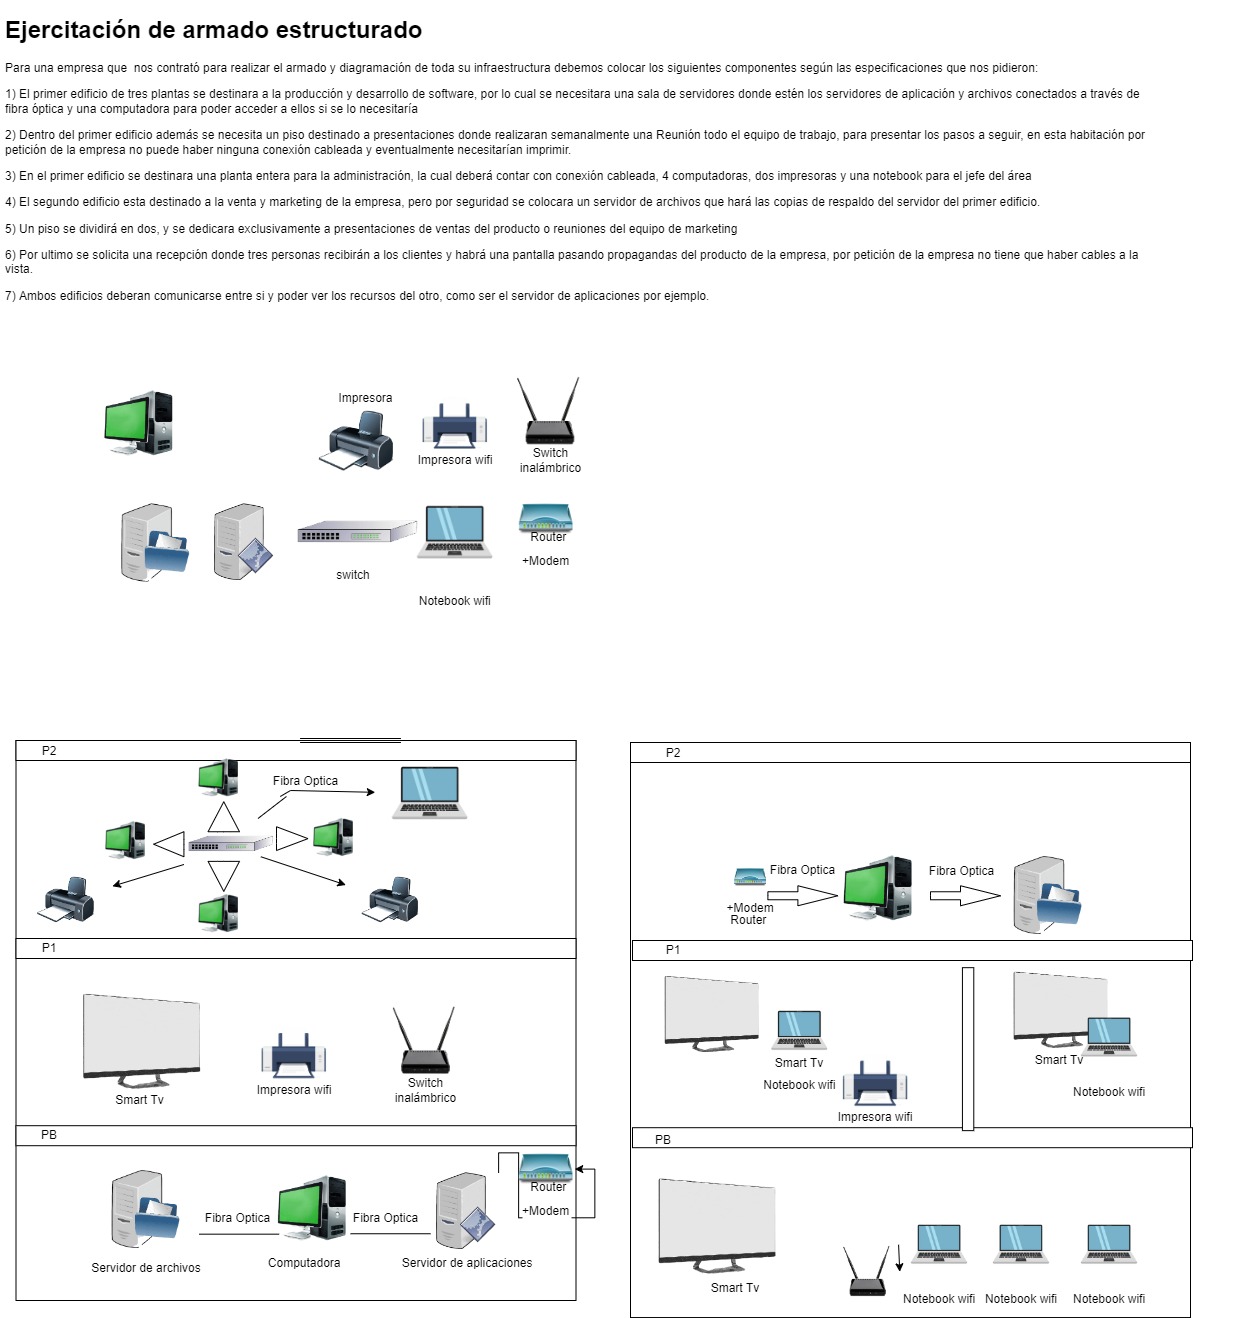 Ejercitación de armado estructurado
Para una empresa que  nos contrató para realizar el armado y diagramación de toda su infraestructura debemos colocar los siguientes componentes según las especificaciones que nos pidieron:
1) El primer edificio de tres plantas se destinara a la producción y desarrollo de software, por lo cual se necesitara una sala de servidores donde estén los servidores de aplicación y archivos conectados a través de
fibra óptica y una computadora para poder acceder a ellos si se lo necesitaría
2) Dentro del primer edificio además se necesita un piso destinado a presentaciones donde realizaran semanalmente una Reunión todo el equipo de trabajo, para presentar los pasos a seguir, en esta habitación por
petición de la empresa no puede haber ninguna conexión cableada y eventualmente necesitarían imprimir.
3) En el primer edificio se destinara una planta entera para la administración, la cual deberá contar con conexión cableada, 4 computadoras, dos impresoras y una notebook para el jefe del área
4) El segundo edificio esta destinado a la venta y marketing de la empresa, pero por seguridad se colocara un servidor de archivos que hará las copias de respaldo del servidor del primer edificio.
5) Un piso se dividirá en dos, y se dedicara exclusivamente a presentaciones de ventas del producto o reuniones del equipo de marketing
6) Por ultimo se solicita una recepción donde tres personas recibirán a los clientes y habrá una pantalla pasando propagandas del producto de la empresa, por petición de la empresa no tiene que haber cables a la
vista.
7) Ambos edificios deberan comunicarse entre si y poder ver los recursos del otro, como ser el servidor de aplicaciones por ejemplo.
Impresora
Impresora wifi
Switch
inalámbrico
switch
Notebook wifi
Router
+Modem
P2
Fibra Optica
P1
Smart Tv
Impresora wifi
Switch
inalámbrico
PB
Router
+Modem
Fibra Optica
Fibra Optica
Servidor de archivos
Computadora
Servidor de aplicaciones
P2
Fibra Optica
Fibra Optica
+Modem
Router
P1
Smart Tv
Notebook wifi
Impresora wifi
Smart Tv
Notebook wifi
PB
Smart Tv
Notebook wifi
Notebook wifi
Notebook wifi